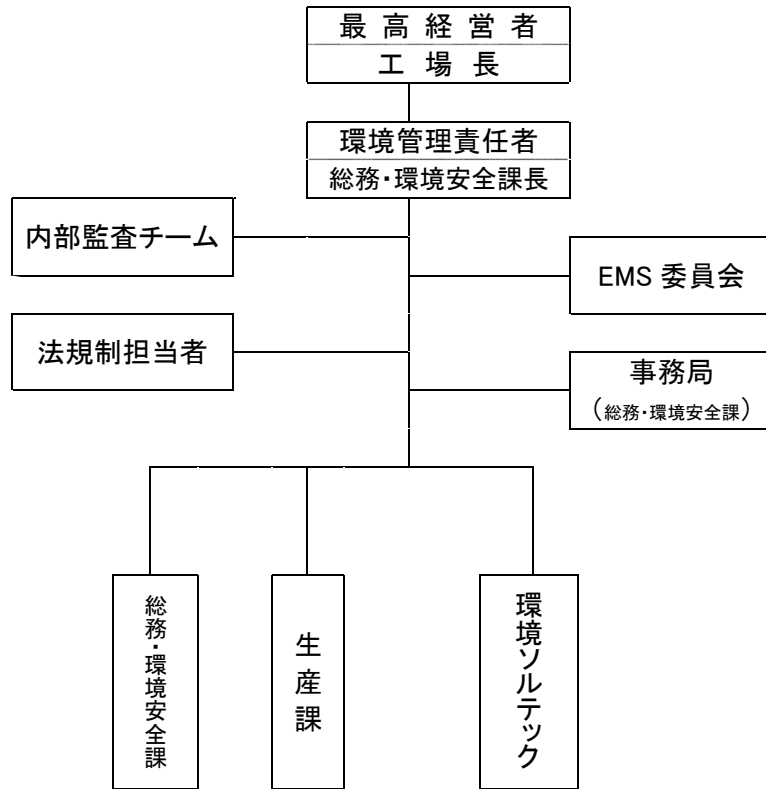 最高経営者
工場長
環境管理責任者
総務・環境安全課長
内部監査チーム
EMS 委員会
法規制担当者
事務局
(総務・環境安全課)
総務・環境安全課
生産課
環境ソルテック